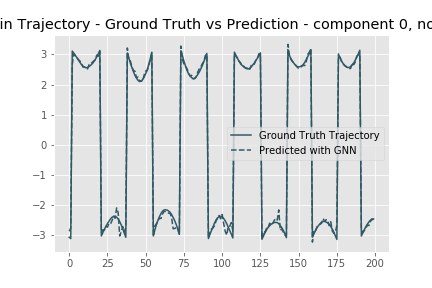 in Trajectory - Ground Truth vs Prediction - component 0, no
3
2
1
0
−1
−2
−3
Ground Truth Trajectory
Predicted with GNN
0 25 50 75 100 125 150 175 200